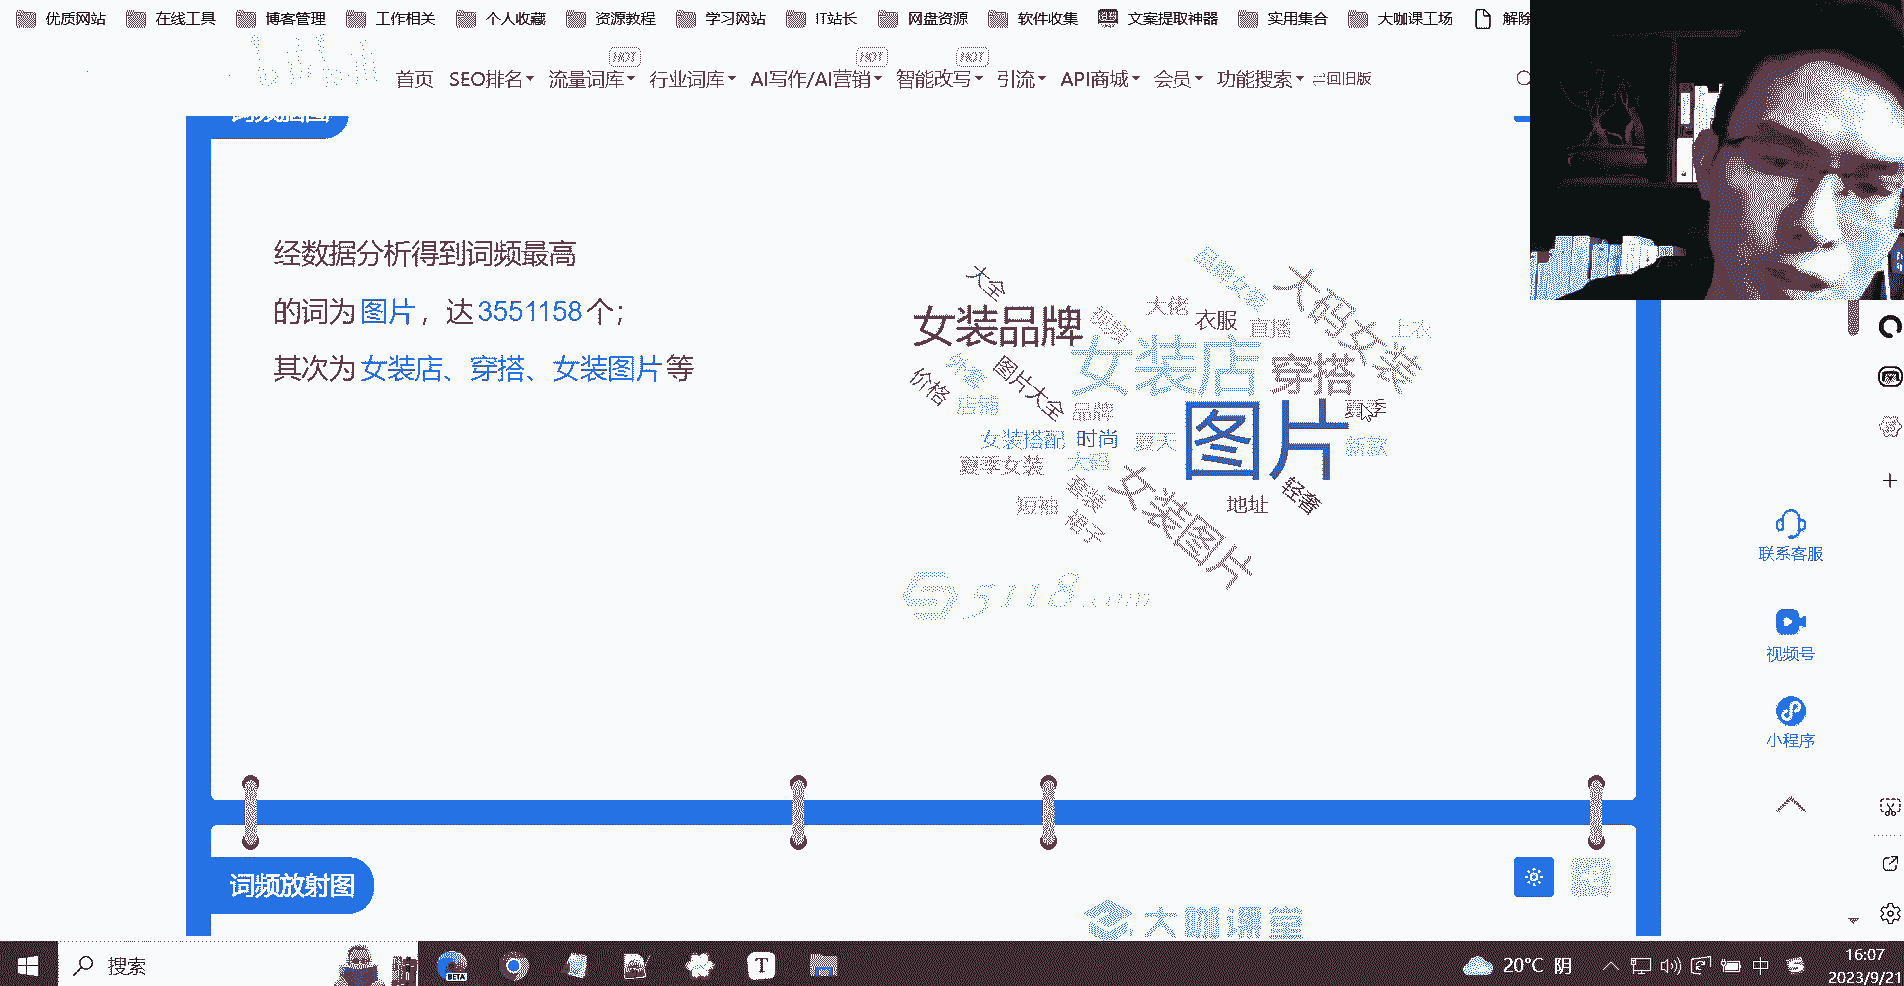 优质网站 在线工具 博客管理 工作相关 个人收藏 资源教程 学习网站 IT站长 网盘资源 软件收集 文案提取神器 实用集合 大咖课工场 解除
HOT HOT HOT
首页 SEO排名 流量词库 行业词库 AI写作/AI营销 智能改写 引流 API商城 会员 功能搜索 回旧版
经数据分析得到词频最高
的词为图片，达3551158个；
其次为女装店、穿搭、女装图片等
大全
品牌女装
大码女装
女装品牌
大佬
衣服
直播
上衣
女装店
穿搭
价格
图片大全
店铺
品牌
图片
夏季
女装搭配
时尚
夏天
新款
夏季女装
大码
套装
女装图片
短袖
裙子
地址
轻奢
5118.com
联系客服
视频号
小程序
词频放射图
大咖课堂
搜索
BETA
T
20°C 阴
中
16:07
2023/9/21